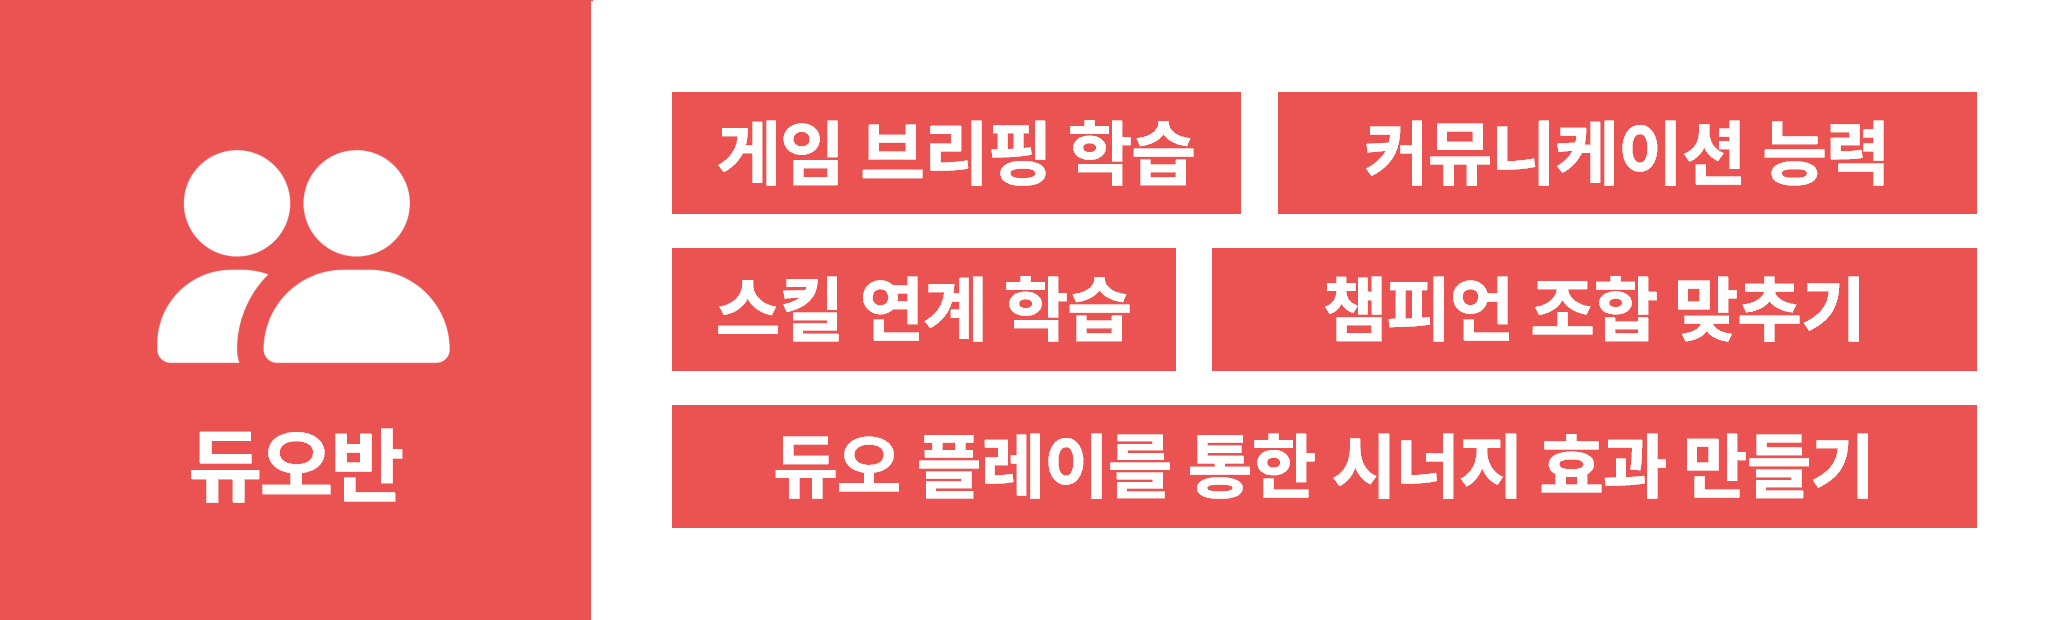 듀오반
게임 브리핑 학습
커뮤니케이션 능력
스킬 연계 학습
챔피언 조합 맞추기
듀오 플레이를 통한 시너지 효과 만들기